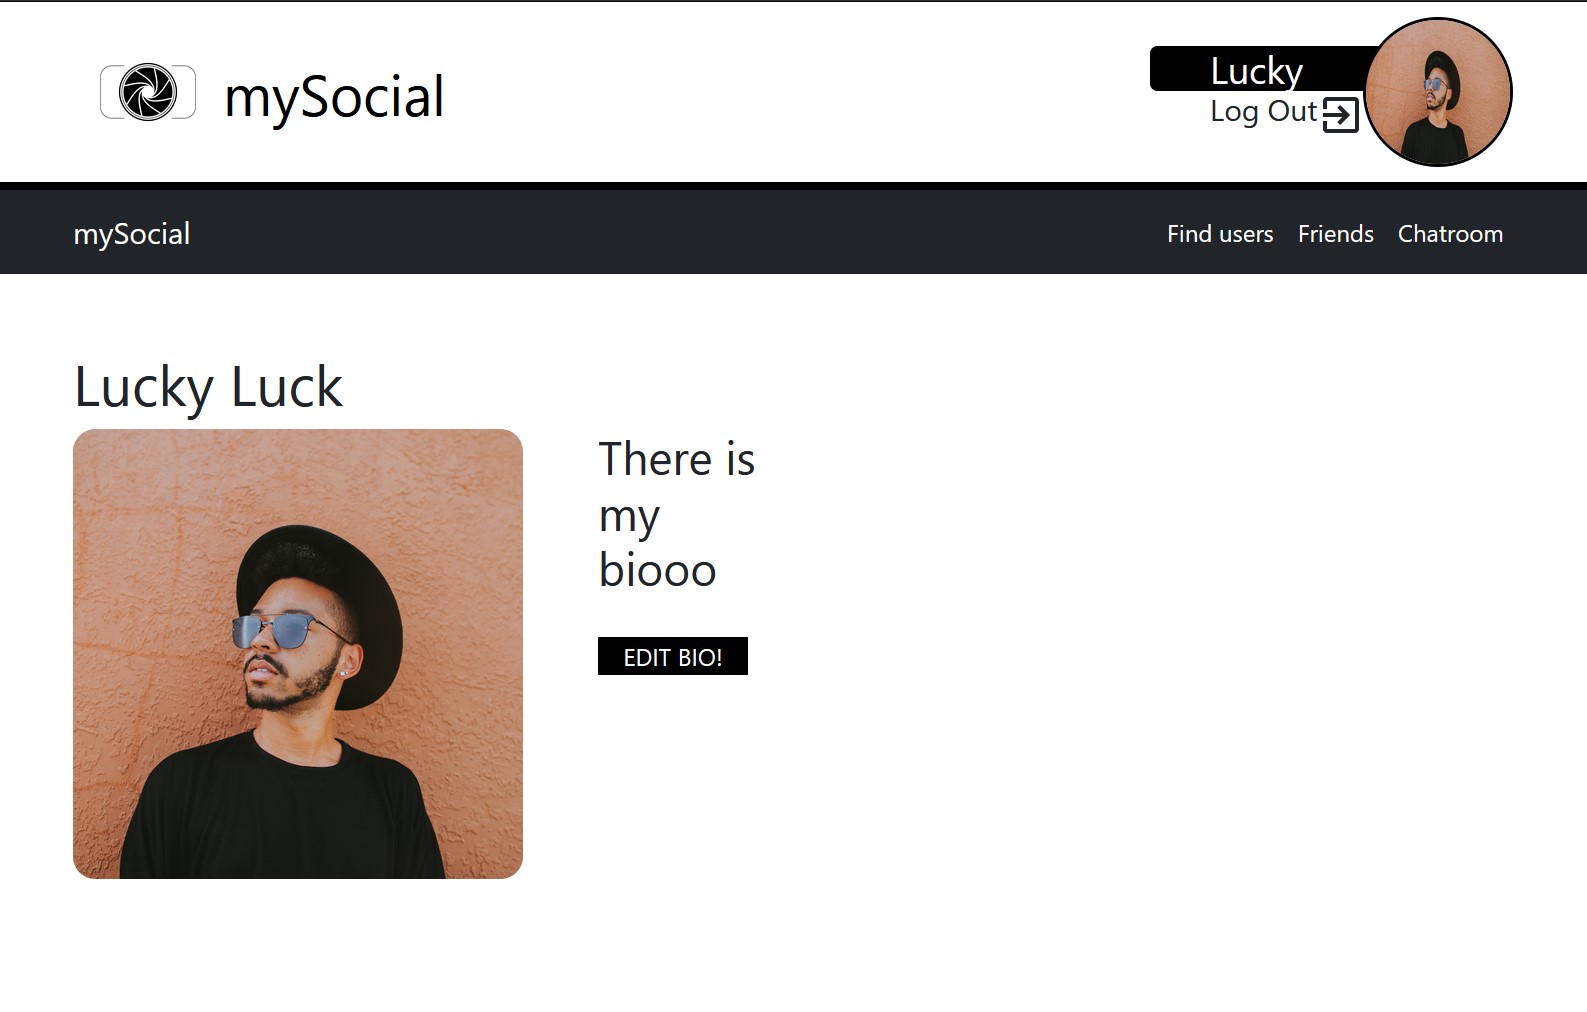 mySocial
Lucky
Log Out
mySocial
Find users Friends Chatroom
Lucky Luck
There is
my
biooo
EDIT BIO!